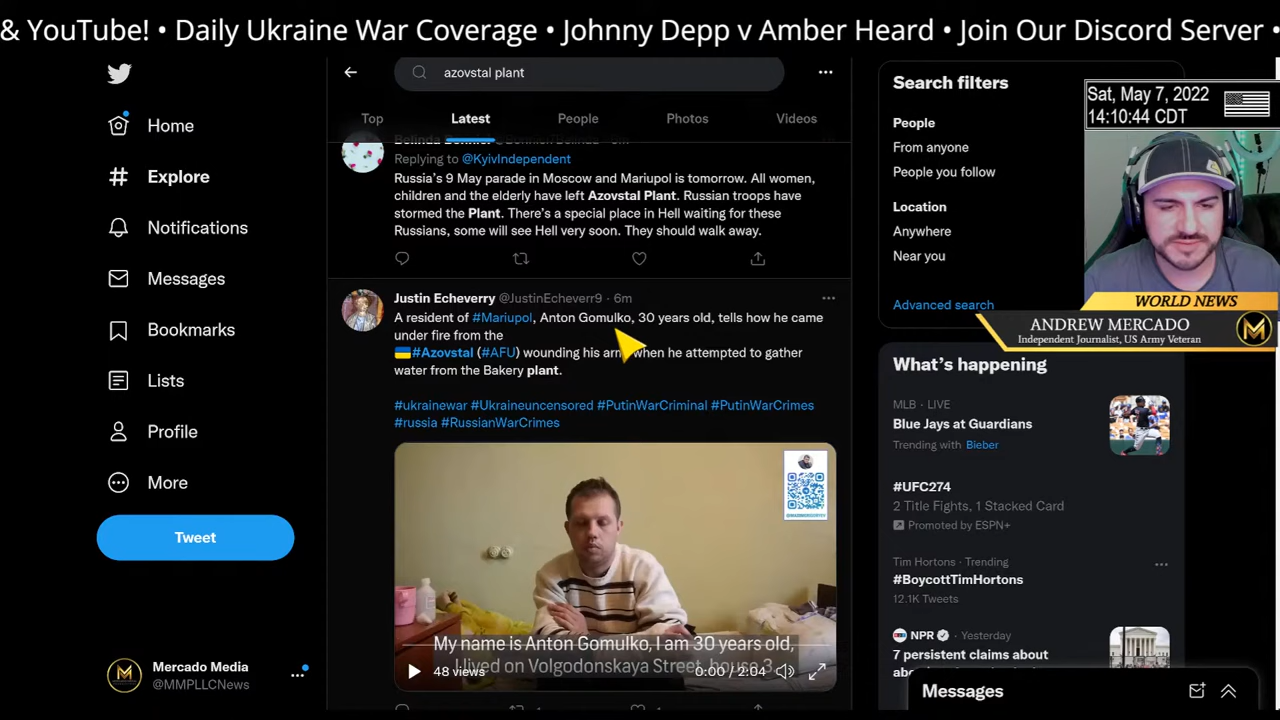 & YouTube! • Daily Ukraine War Coverage • Johnny Depp v Amber Heard • Join Our Discord Server •
azovstal plant
Top
Latest
People
Photos
Videos
Home
Explore
Notifications
Messages
Bookmarks
Lists
Profile
More
Tweet
Mercado Media
@MMPLLCNews
Replying to @KyivIndependent
Russia's 9 May parade in Moscow and Mariupol is tomorrow. All women,
children and the elderly have left Azovstal Plant. Russian troops have
stormed the Plant. There's a special place in Hell waiting for these
Russians, some will see Hell very soon. They should walk away.
Justin Echeverry @JustinEcheverr9 · 6m
A resident of #Mariupol, Anton Gomulko, 30 years old, tells how he came
under fire from the
#Azovstal (#AFU) wounding his arm when he attempted to gather
water from the Bakery plant.
#ukrainewar #Ukraineuncensored #PutinWarCriminal #PutinWarCrimes
#russia #RussianWarCrimes
My name is Anton Gomulko, I am 30 years old,
I lived on Volgodonskaya Street, house 3
48 views
0:00 / 2:04
Search filters
People
From anyone
People you follow
Location
Anywhere
Near you
Advanced search
Sat, May 7, 2022
14:10:44 CDT
WORLD NEWS
ANDREW MERCADO
Independent Journalist, US Army Veteran
What's happening
MLB · LIVE
Blue Jays at Guardians
Trending with Bieber
#UFC274
2 Title Fights, 1 Stacked Card
Promoted by ESPN+
Tim Hortons · Trending
#BoycottTimHortons
12.1K Tweets
NPR · Yesterday
7 persistent claims about
Messages